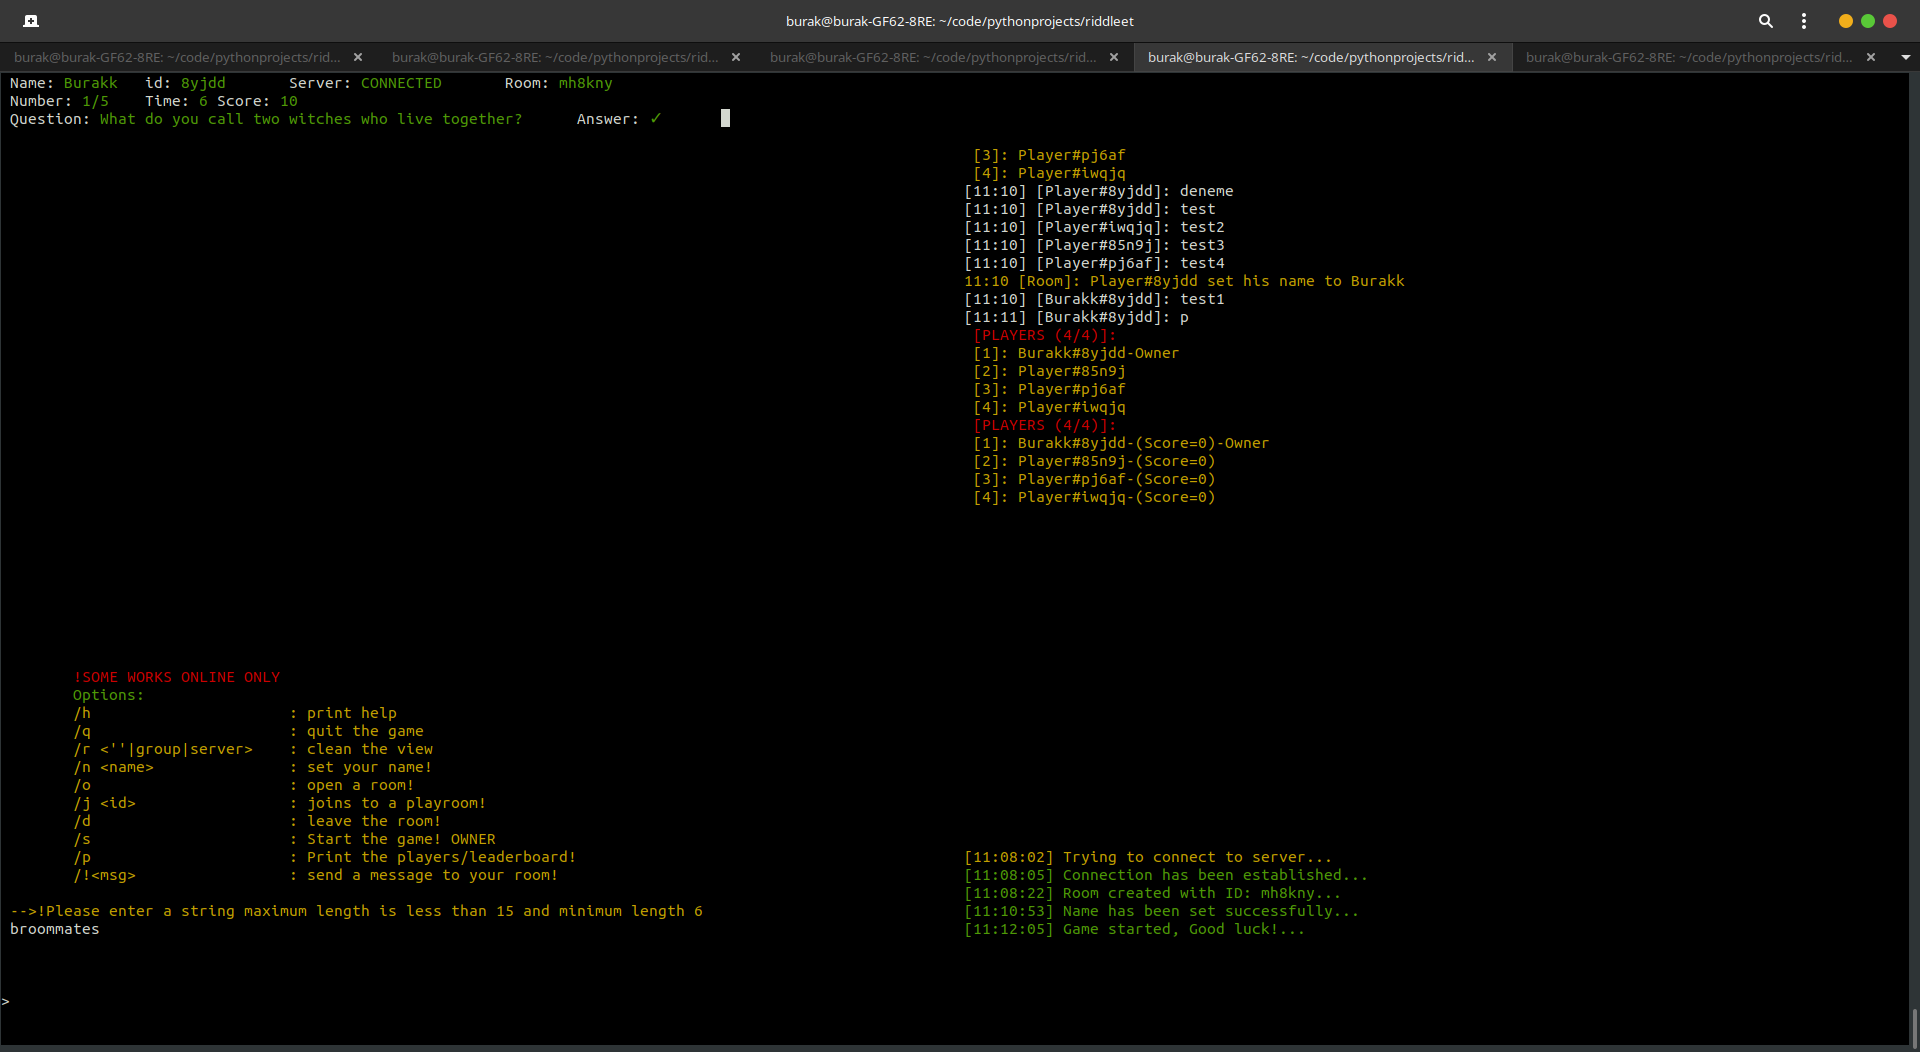 burak@burak-GF62-8RE: ~/code/pythonprojects/riddleet
burak@burak-GF62-8RE: ~/code/pythonprojects/rid...
burak@burak-GF62-8RE: ~/code/pythonprojects/rid...
burak@burak-GF62-8RE: ~/code/pythonprojects/rid...
burak@burak-GF62-8RE: ~/code/pythonprojects/rid...
burak@burak-GF62-8RE: ~/code/pythonprojects/rid...
Name: Burakk id: 8yjdd Server: CONNECTED Room: mh8kny
Number: 1/5 Time: 6 Score: 10
Question: What do you call two witches who live together? Answer: ✓
[3]: Player#pj6af
[4]: Player#iwqjq
[11:10] [Player#8yjdd]: deneme
[11:10] [Player#8yjdd]: test
[11:10] [Player#iwqjq]: test2
[11:10] [Player#85n9j]: test3
[11:10] [Player#pj6af]: test4
11:10 [Room]: Player#8yjdd set his name to Burakk
[11:10] [Burakk#8yjdd]: test1
[11:11] [Burakk#8yjdd]: p
[PLAYERS (4/4)]:
[1]: Burakk#8yjdd-Owner
[2]: Player#85n9j
[3]: Player#pj6af
[4]: Player#iwqjq
[PLAYERS (4/4)]:
[1]: Burakk#8yjdd-(Score=0)-Owner
[2]: Player#85n9j-(Score=0)
[3]: Player#pj6af-(Score=0)
[4]: Player#iwqjq-(Score=0)
!SOME WORKS ONLINE ONLY
Options:
/h : print help
/q : quit the game
/r <''|group|server> : clean the view
/n <name> : set your name!
/o : open a room!
/j <id> : joins to a playroom!
/d : leave the room!
/s : Start the game! OWNER
/p : Print the players/leaderboard!
/!<msg> : send a message to your room!
-->!Please enter a string maximum length is less than 15 and minimum length 6
broommates
[11:08:02] Trying to connect to server...
[11:08:05] Connection has been established...
[11:08:22] Room created with ID: mh8kny...
[11:10:53] Name has been set successfully...
[11:12:05] Game started, Good luck!...
>